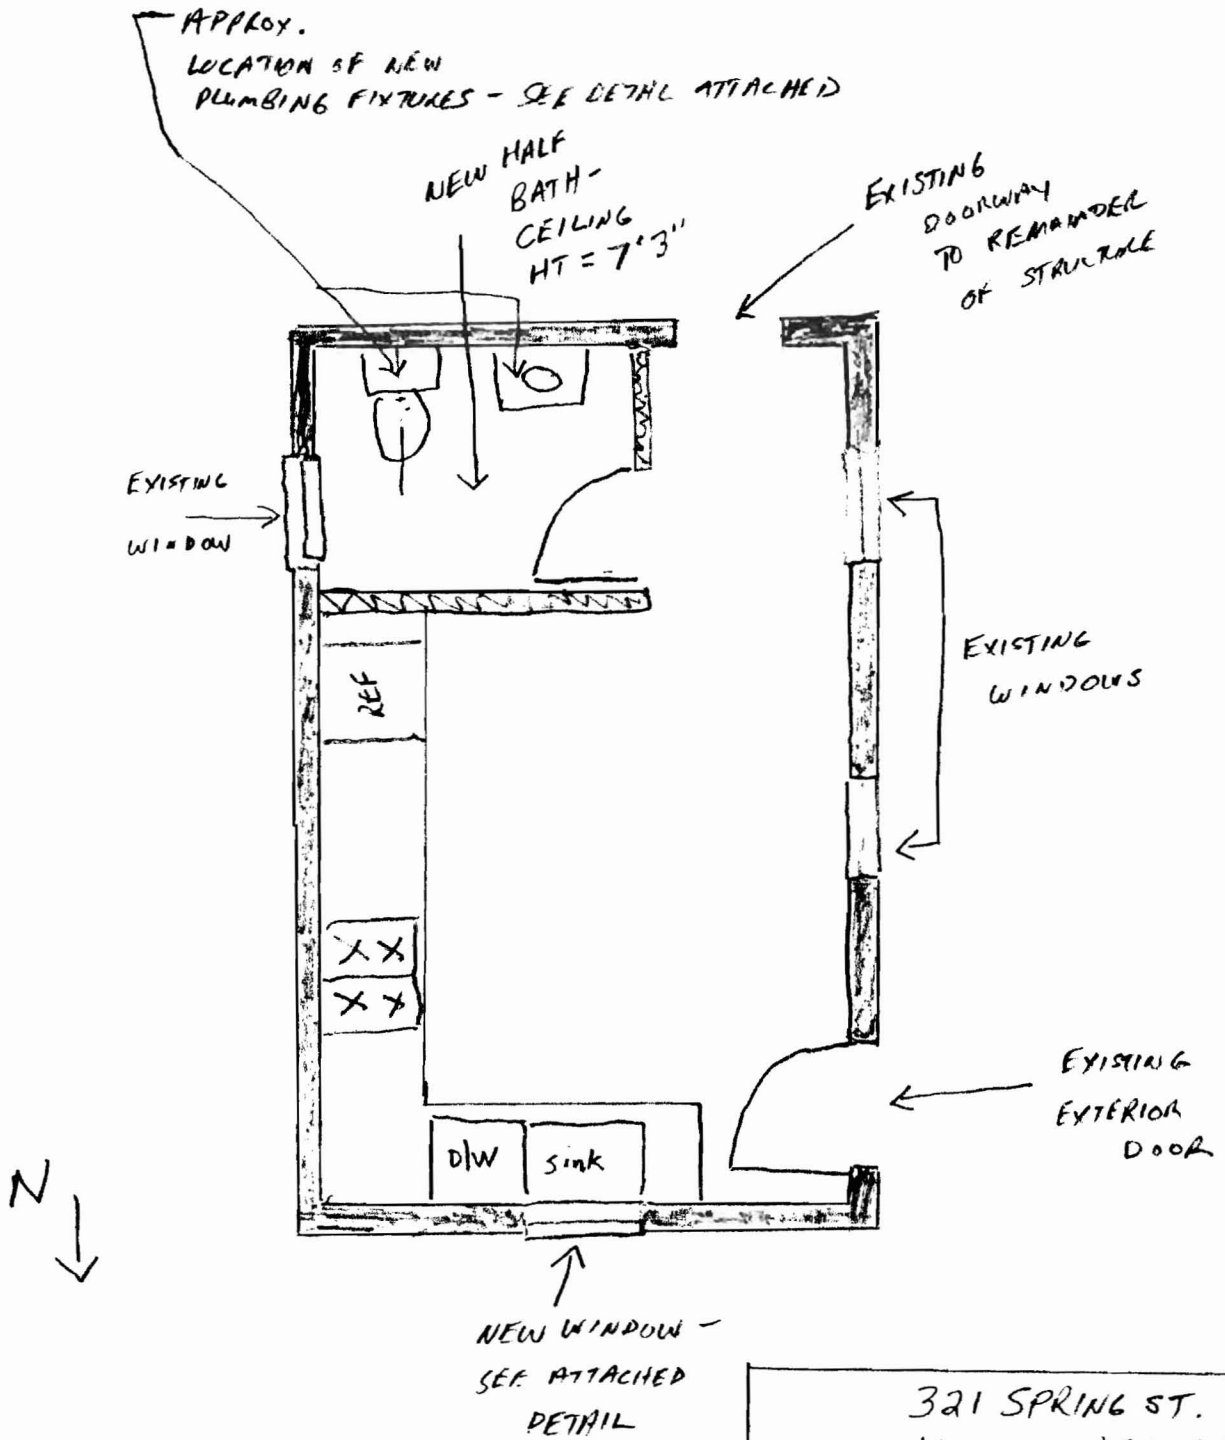 APPROX.
LOCATION OF NEW
PLUMBING FIXTURES - SEE DETAIL ATTACHED
NEW HALF
BATH -
CEILING
HT = 7'3"
EXISTING
DOORWAY
TO REMAINDER
OF STRUCTURE
EXISTING
WINDOW
REF
EXISTING
WINDOWS
EXISTING
EXTERIOR
DOOR
D/W
sink
N
NEW WINDOW -
SEE ATTACHED
DETAIL
321 SPRING ST.